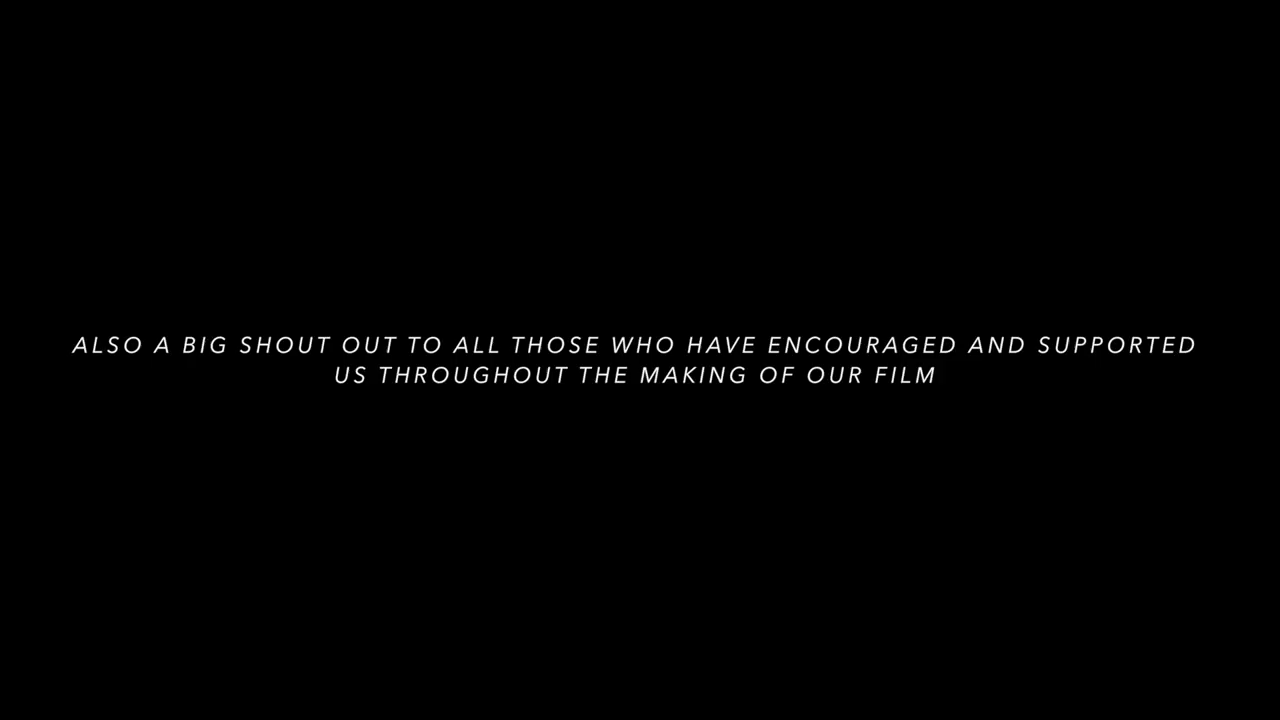 ALSO A BIG SHOUT OUT TO ALL THOSE WHO HAVE ENCOURAGED AND SUPPORTED
US THROUGHOUT THE MAKING OF OUR FILM